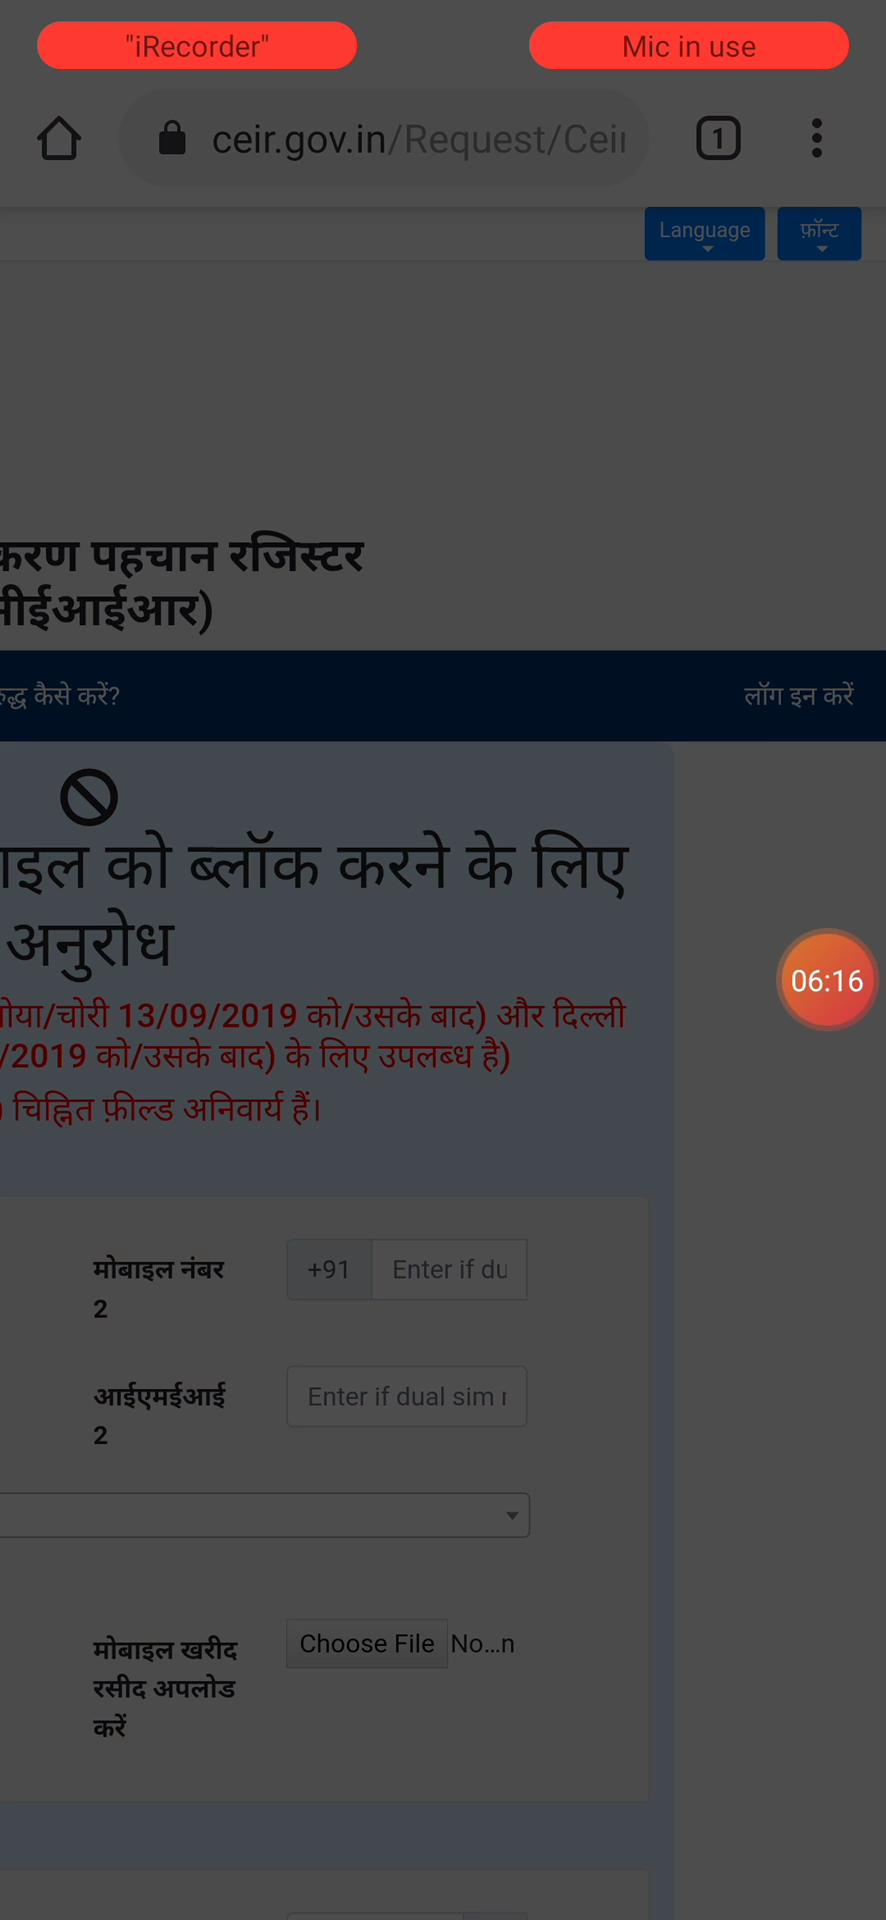 "iRecorder" Mic in use
ceir.gov.in/Request/Ceir
1
Language फ़ॉन्ट
करण पहचान रजिस्टर
सीईआईआर)
रुद्ध कैसे करें? लॉग इन करें
इल को ब्लॉक करने के लिए
अनुरोध
06:16
खोया/चोरी 13/09/2019 को/उसके बाद) और दिल्ली
/2019 को/उसके बाद) के लिए उपलब्ध है)
) चिह्नित फ़ील्ड अनिवार्य हैं।
मोबाइल नंबर +91 Enter if du
2
आईएमईआई Enter if dual sim
2
मोबाइल खरीद Choose File No...n
रसीद अपलोड
करें